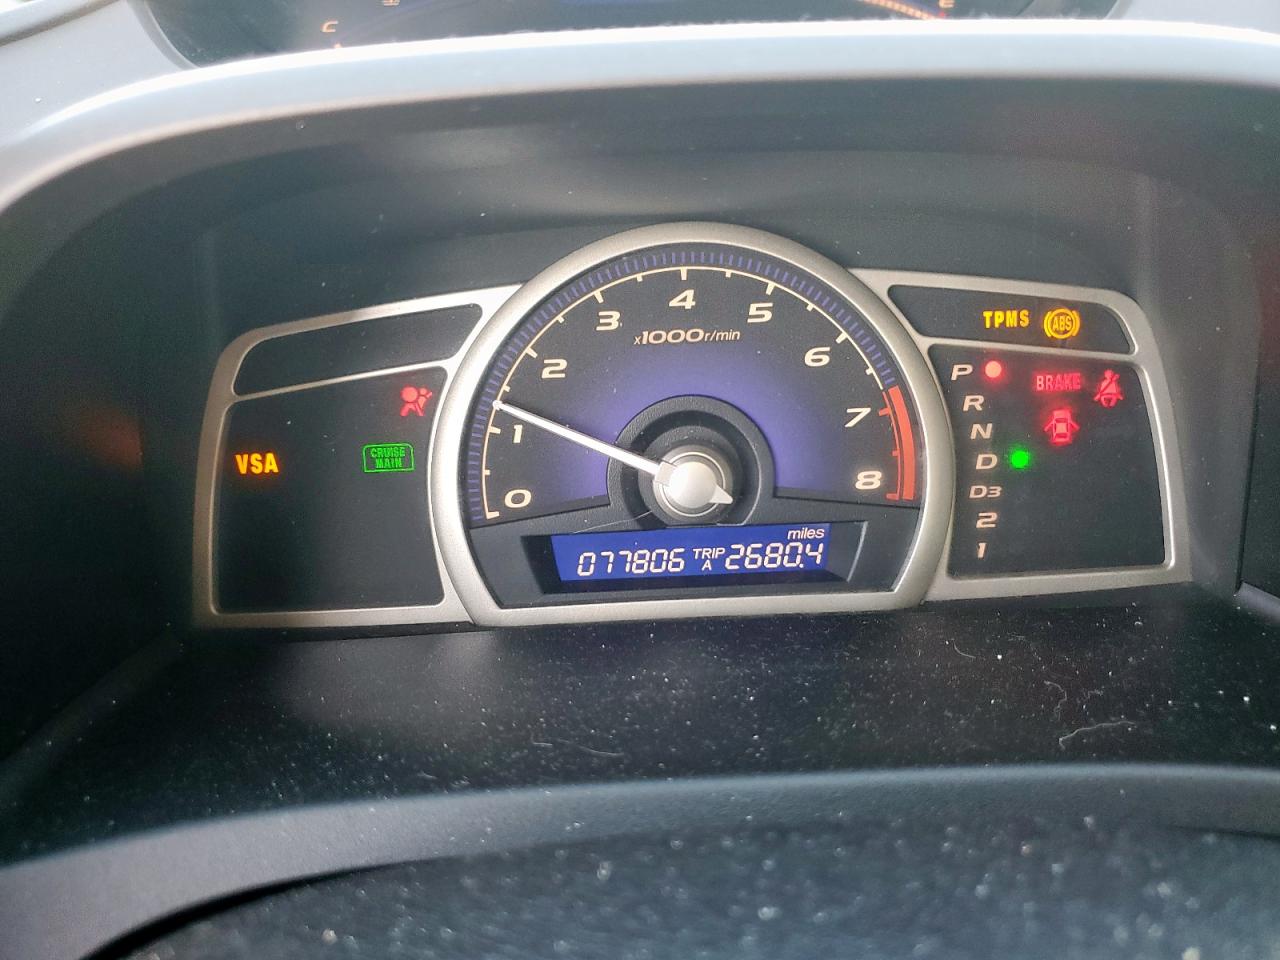 C
E
4
3
5
x1000r/min
2
6
1
7
0
8
miles
077806 TRIP A 2680.4
VSA
CRUISE
MAIN
TPMS
ABS
P
BRAKE
R
N
D
D3
2
1